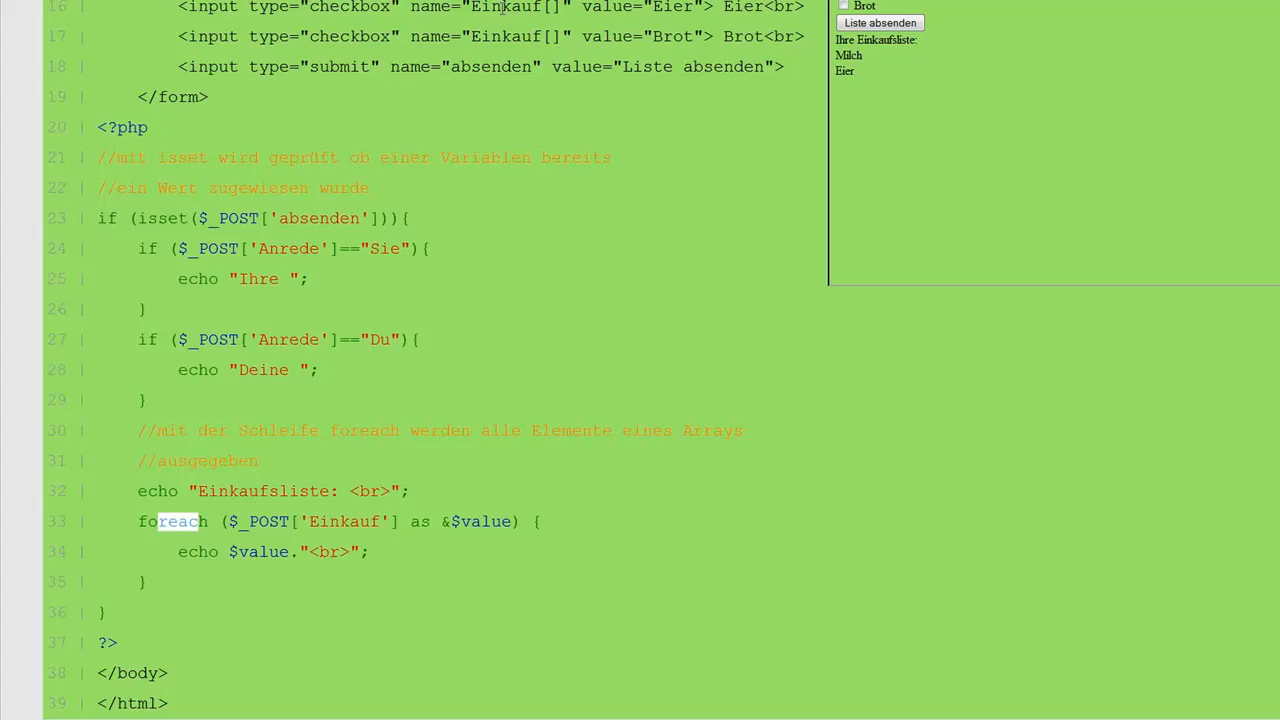 16 |         <input type="checkbox" name="Einkauf[]" value="Eier"> Eier<br>
17 |         <input type="checkbox" name="Einkauf[]" value="Brot"> Brot<br>
18 |         <input type="submit" name="absenden" value="Liste absenden">
19 |     </form>
20 | <?php
21 | //mit isset wird geprüft ob einer Variablen bereits
22 | //ein Wert zugewiesen wurde
23 | if (isset($_POST['absenden'])){
24 |     if ($_POST['Anrede']=="Sie"){
25 |         echo "Ihre ";
26 |     }
27 |     if ($_POST['Anrede']=="Du"){
28 |         echo "Deine ";
29 |     }
30 |     //mit der Schleife foreach werden alle Elemente eines Arrays
31 |     //ausgegeben
32 |     echo "Einkaufsliste: <br>";
33 |     foreach ($_POST['Einkauf'] as &$value) {
34 |         echo $value."<br>";
35 |     }
36 | }
37 | ?>
38 | </body>
39 | </html>
Brot
Liste absenden
Ihre Einkaufsliste:
Milch
Eier